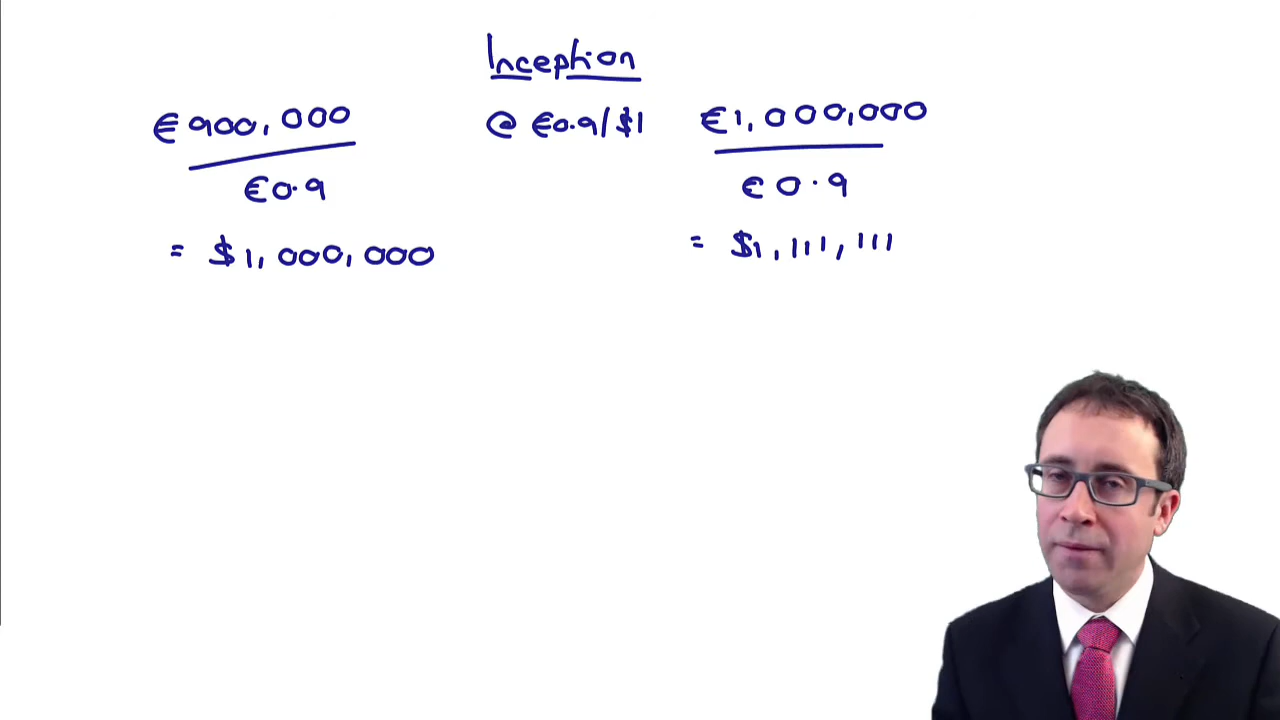 Inception
€900,000 @ €0.9/$1 €1,000,000
€0.9 €0.9
= $1,000,000 = $1,111,111